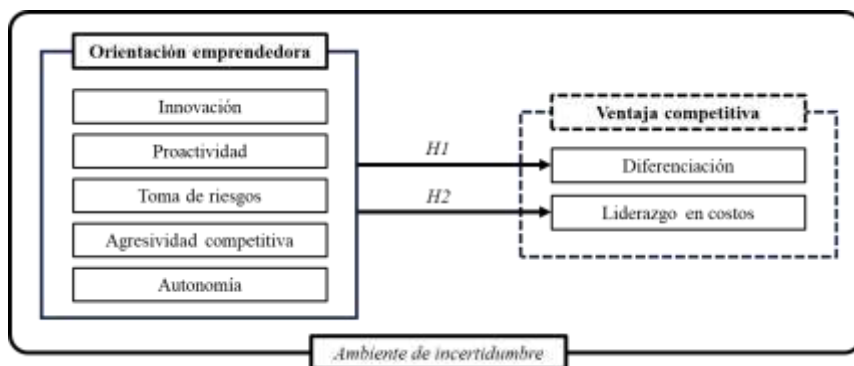 Orientación emprendedora
Innovación
Proactividad
Toma de riesgos
Agresividad competitiva
Autonomía
H1
H2
Ventaja competitiva
Diferenciación
Liderazgo en costos
Ambiente de incertidumbre